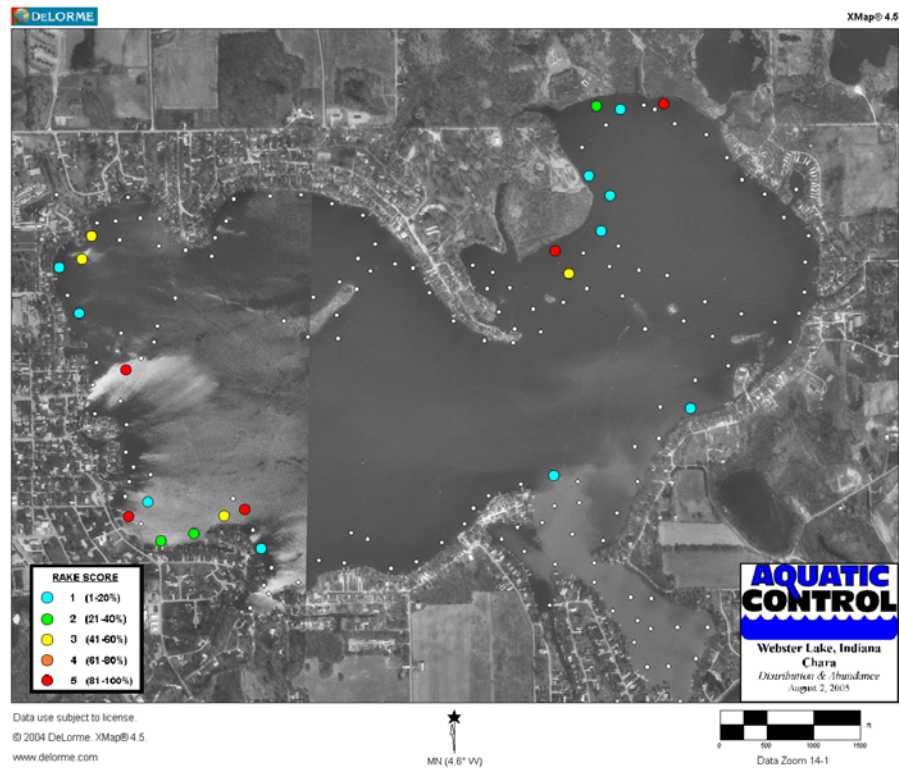 DELORME
XMap® 4.5
RAKE SCORE
1 (1-20%)
2 (21-40%)
3 (41-60%)
4 (61-80%)
5 (81-100%)
AQUATIC
CONTROL
Webster Lake, Indiana
Chara
Distribution & Abundance
August 2, 2005
Data use subject to license.
© 2004 DeLorme. XMap® 4.5.
www.delorme.com
MN (4.6° W)
ft
0 500 1000 1500
Data Zoom 14-1